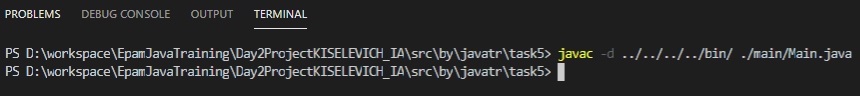 PROBLEMS DEBUG CONSOLE OUTPUT TERMINAL
PS D:\workspace\EpamJavaTraining\Day2ProjectKISELEVICH_IA\src\by\javatr\task5> javac -d ../../../../bin/ ./main/Main.java
PS D:\workspace\EpamJavaTraining\Day2ProjectKISELEVICH_IA\src\by\javatr\task5>